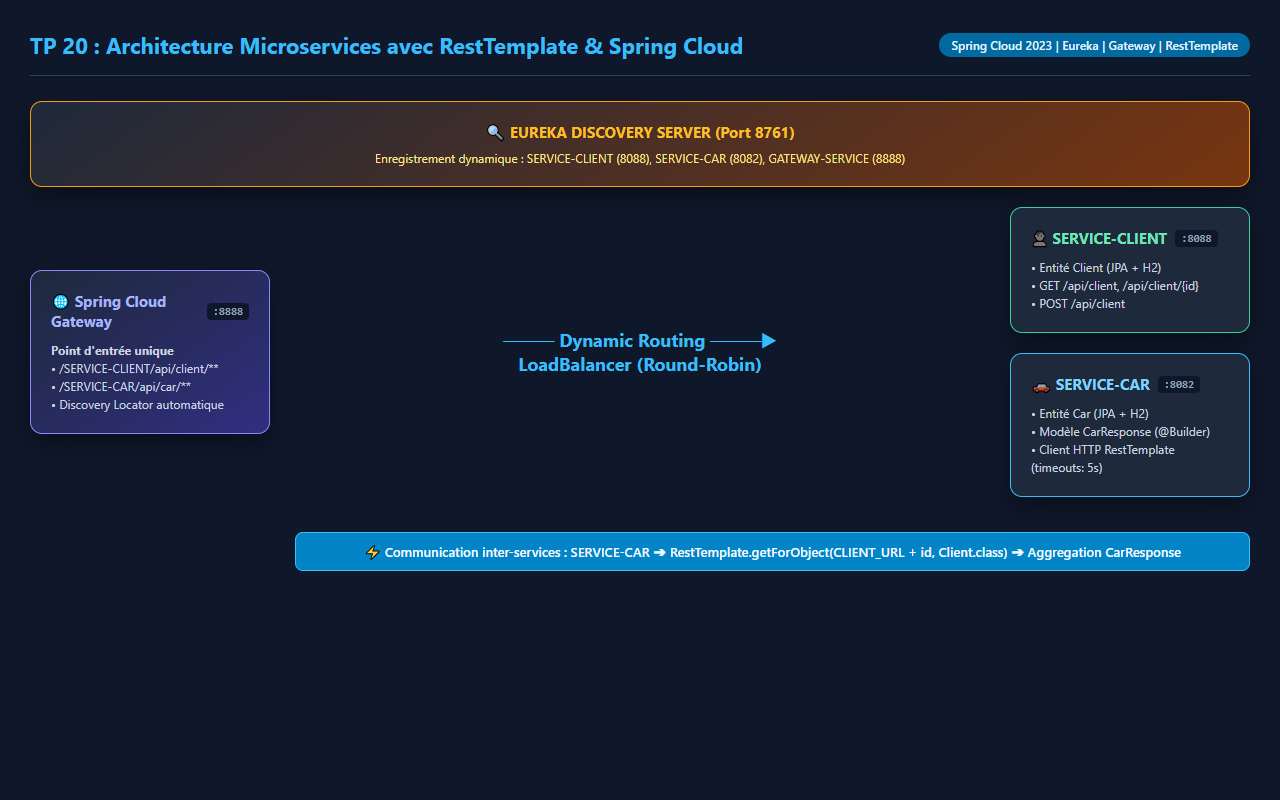 TP 20 : Architecture Microservices avec RestTemplate & Spring Cloud
Spring Cloud 2023 | Eureka | Gateway | RestTemplate
🔍 EUREKA DISCOVERY SERVER (Port 8761)
Enregistrement dynamique : SERVICE-CLIENT (8088), SERVICE-CAR (8082), GATEWAY-SERVICE (8888)
🌐 Spring Cloud
Gateway
:8888
Point d'entrée unique
• /SERVICE-CLIENT/api/client/**
• /SERVICE-CAR/api/car/**
• Discovery Locator automatique
——— Dynamic Routing ———▶
LoadBalancer (Round-Robin)
SERVICE-CLIENT :8088
• Entité Client (JPA + H2)
• GET /api/client, /api/client/{id}
• POST /api/client
🚗 SERVICE-CAR :8082
• Entité Car (JPA + H2)
• Modèle CarResponse (@Builder)
• Client HTTP RestTemplate
(timeouts: 5s)
⚡ Communication inter-services : SERVICE-CAR ➔ RestTemplate.getForObject(CLIENT_URL + id, Client.class) ➔ Aggregation CarResponse